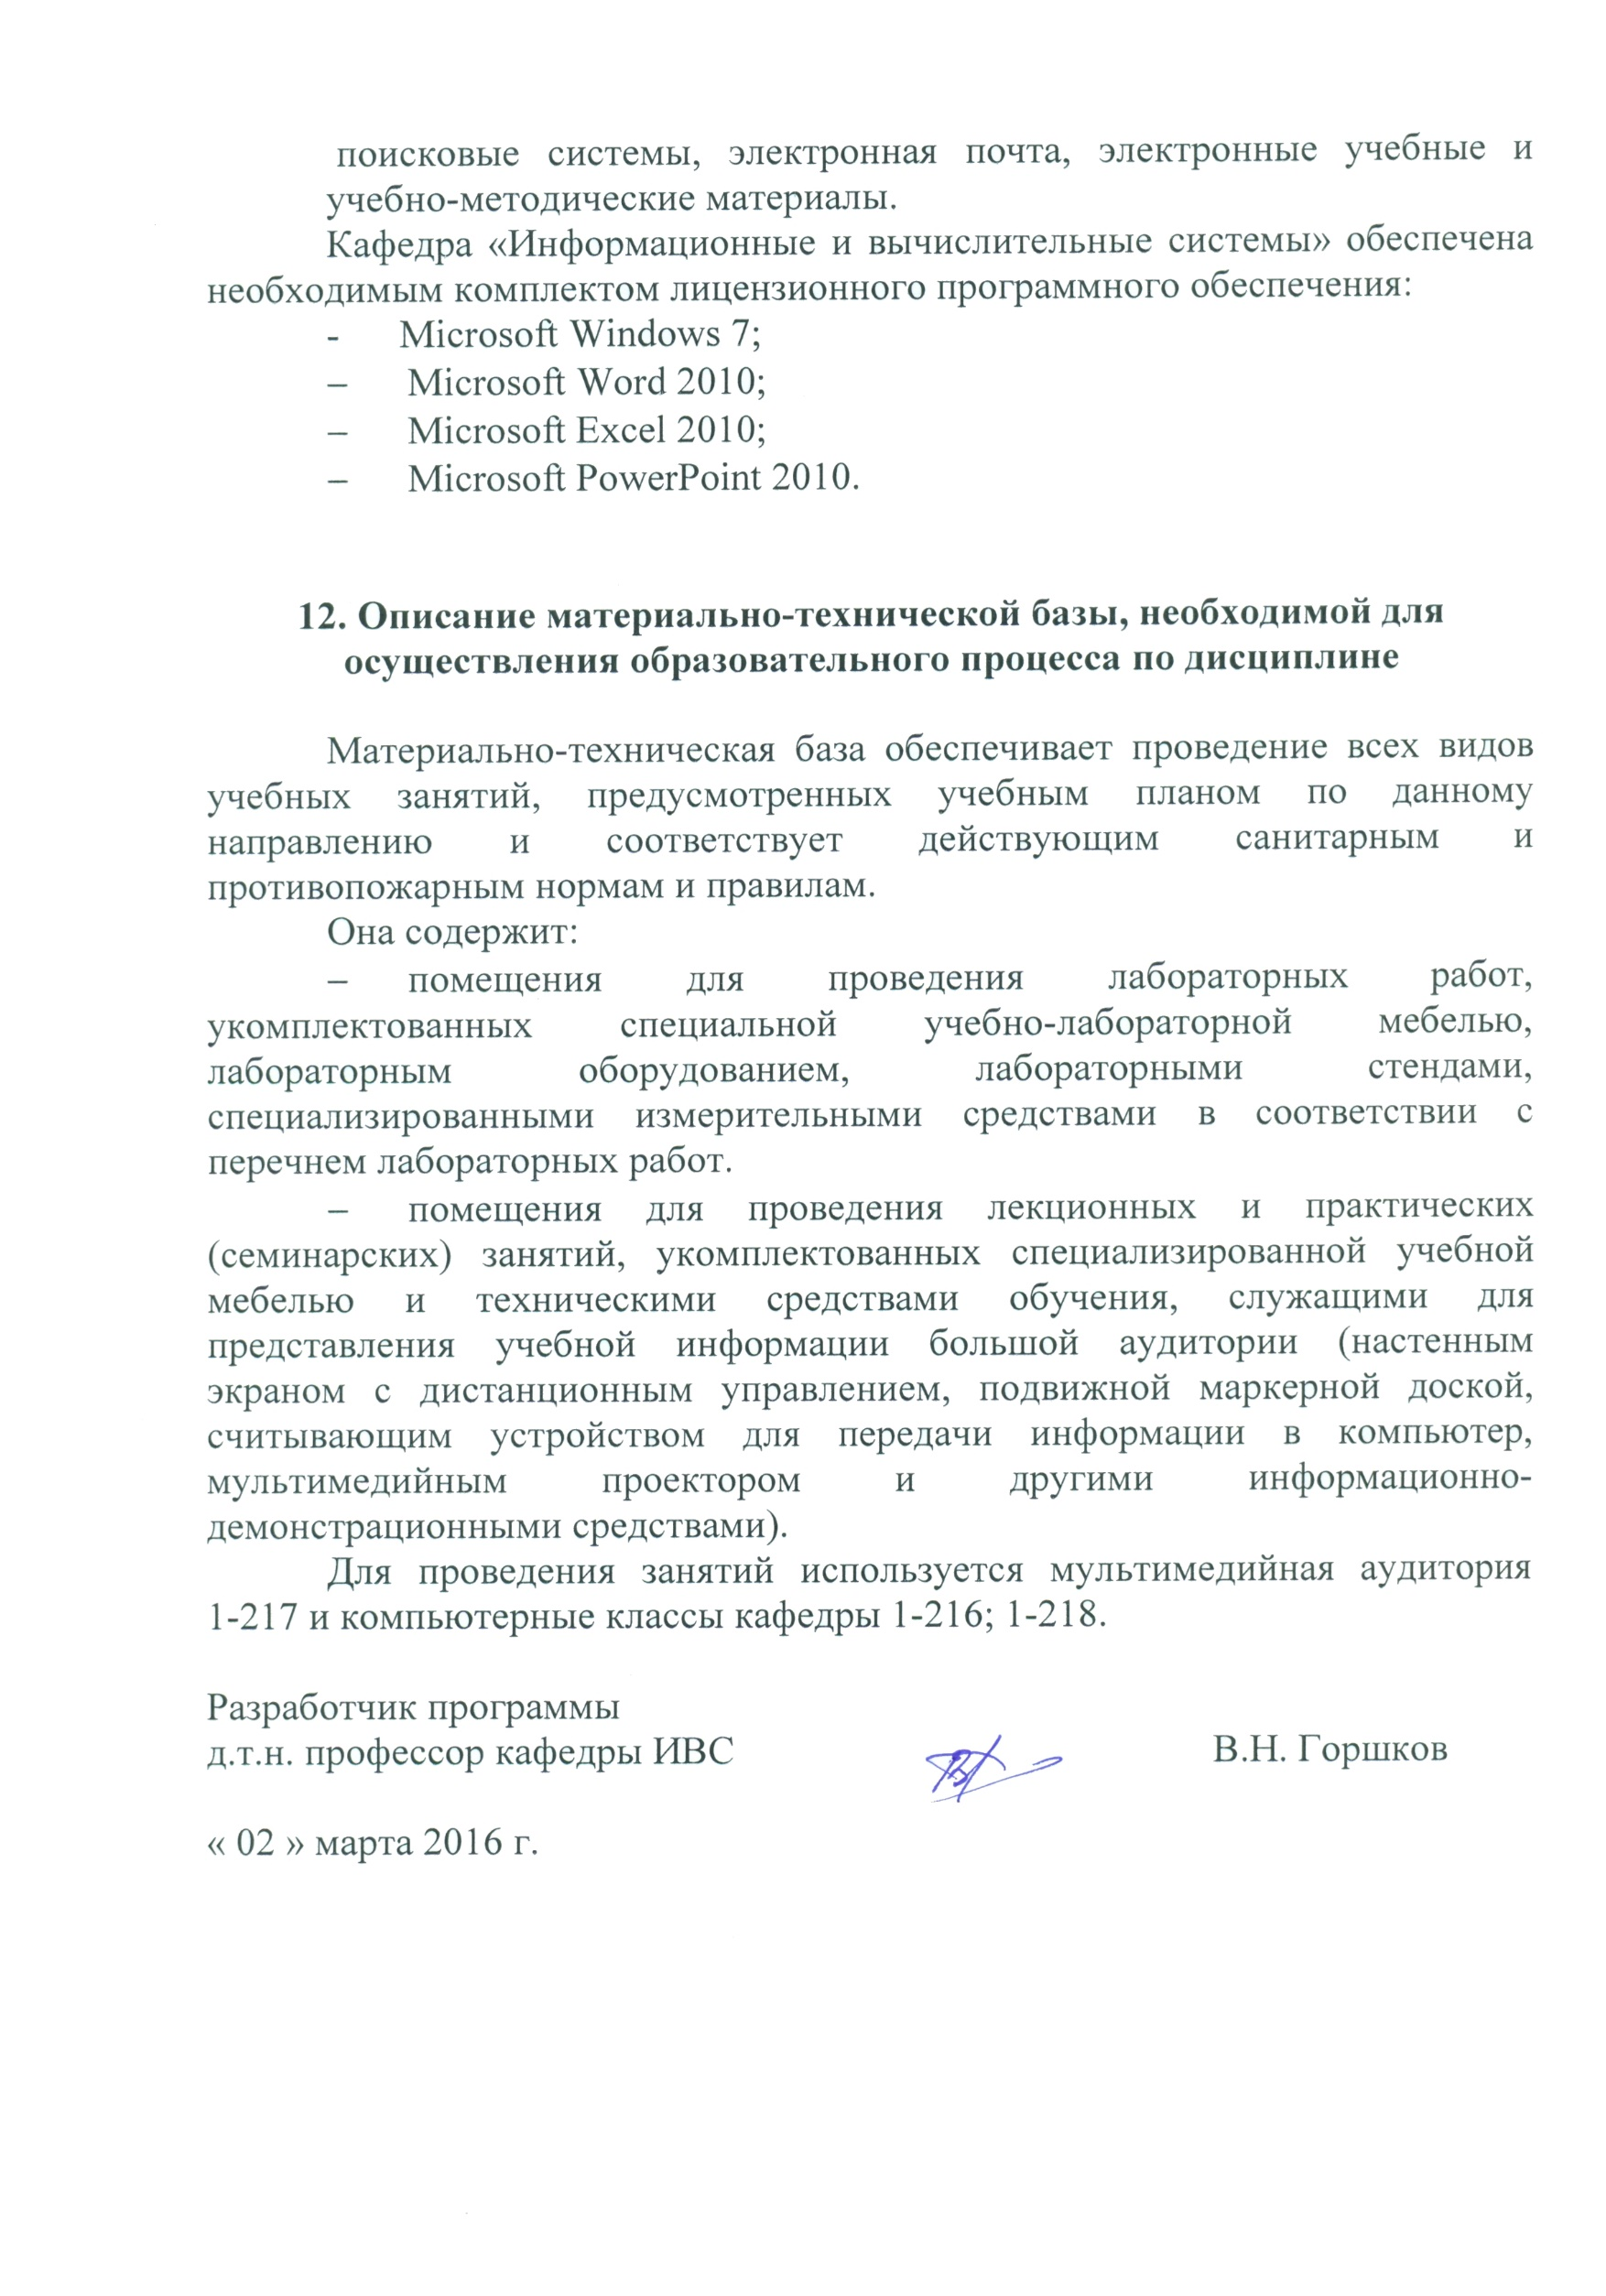 поисковые системы, электронная почта, электронные учебные и
учебно-методические материалы.
Кафедра «Информационные и вычислительные системы» обеспечена
необходимым комплектом лицензионного программного обеспечения:
- Microsoft Windows 7;
– Microsoft Word 2010;
– Microsoft Excel 2010;
– Microsoft PowerPoint 2010.
12. Описание материально-технической базы, необходимой для
осуществления образовательного процесса по дисциплине
Материально-техническая база обеспечивает проведение всех видов
учебных занятий, предусмотренных учебным планом по данному
направлению и соответствует действующим санитарным и
противопожарным нормам и правилам.
Она содержит:
– помещения для проведения лабораторных работ,
укомплектованных специальной учебно-лабораторной мебелью,
лабораторным оборудованием, лабораторными стендами,
специализированными измерительными средствами в соответствии с
перечнем лабораторных работ.
– помещения для проведения лекционных и практических
(семинарских) занятий, укомплектованных специализированной учебной
мебелью и техническими средствами обучения, служащими для
представления учебной информации большой аудитории (настенным
экраном с дистанционным управлением, подвижной маркерной доской,
считывающим устройством для передачи информации в компьютер,
мультимедийным проектором и другими информационно-
демонстрационными средствами).
Для проведения занятий используется мультимедийная аудитория
1-217 и компьютерные классы кафедры 1-216; 1-218.
Разработчик программы
д.т.н. профессор кафедры ИВС В.Н. Горшков
« 02 » марта 2016 г.